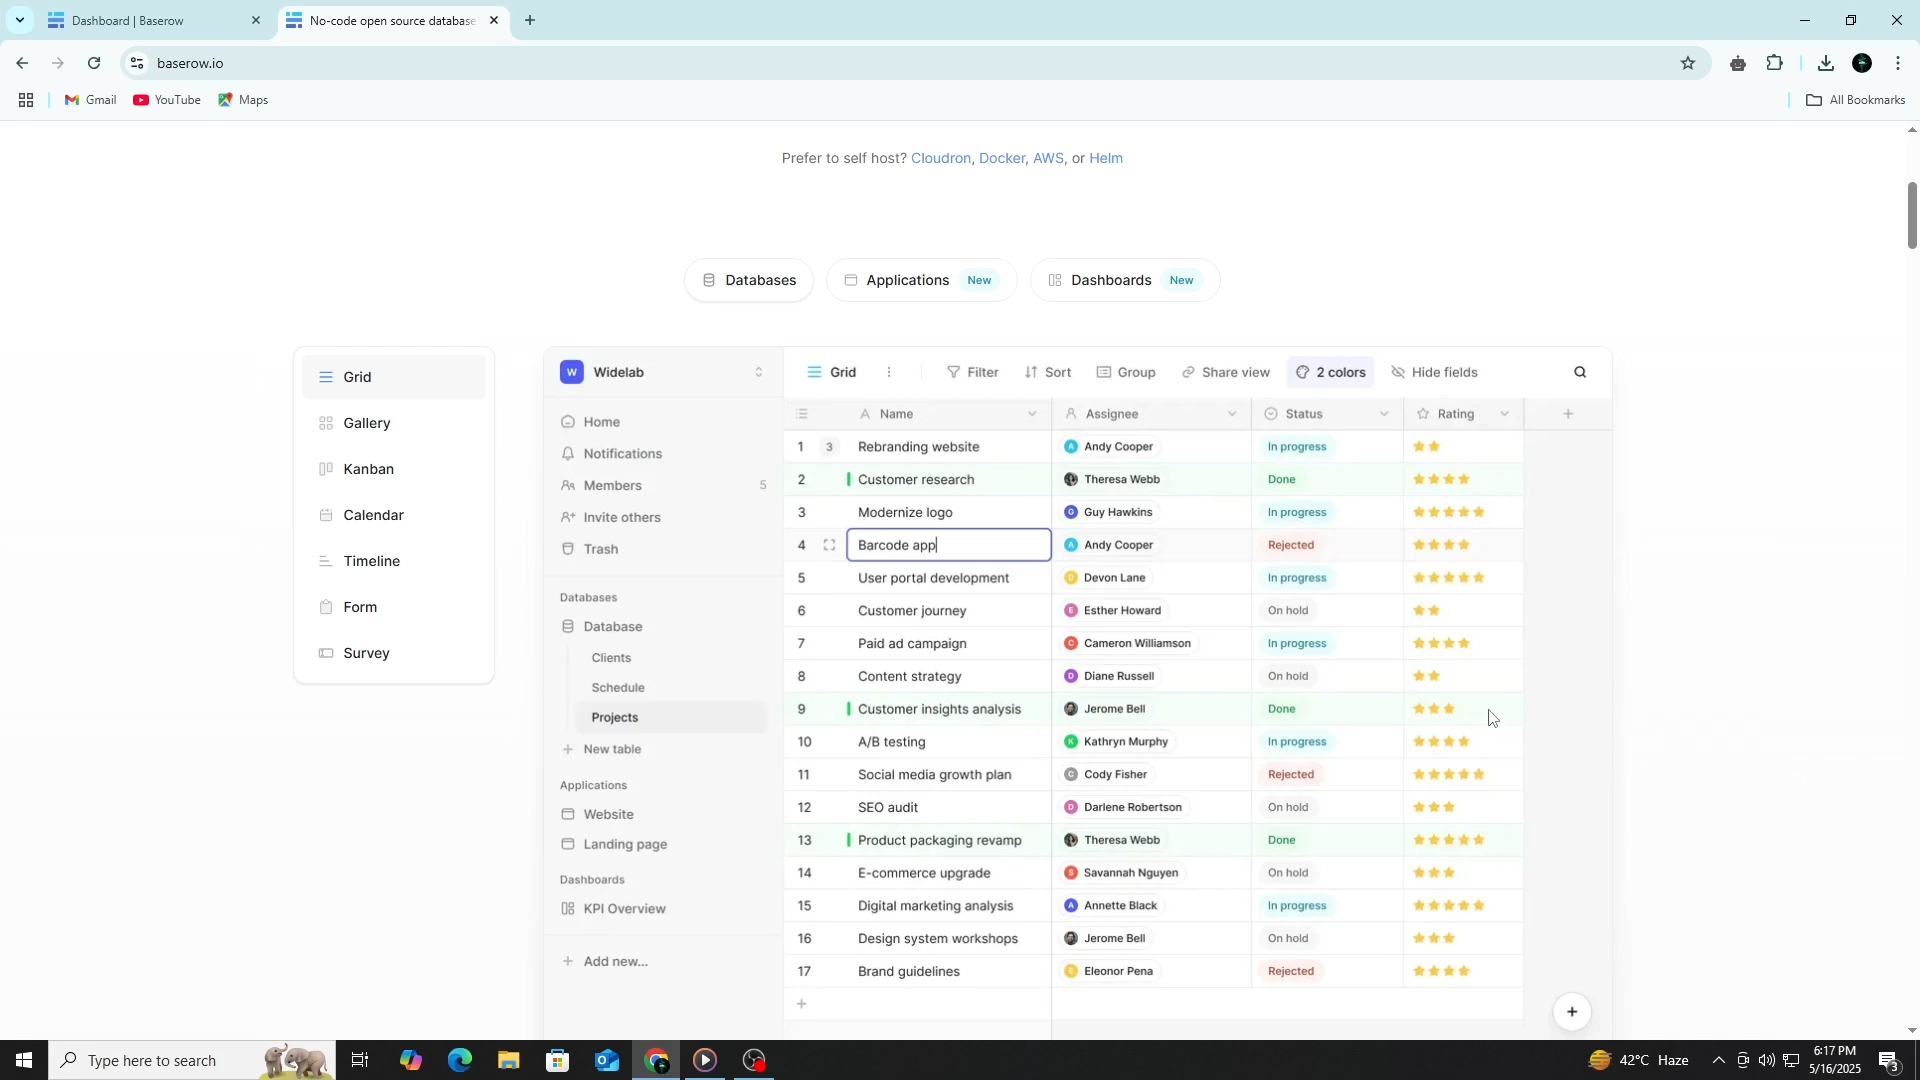 Dashboard | Baserow
No-code open source database
baserow.io
Gmail YouTube Maps All Bookmarks
Prefer to self host? Cloudron, Docker, AWS, or Helm
Databases Applications New Dashboards New
Grid
Gallery
Kanban
Calendar
Timeline
Form
Survey
W Widelab
Home
Notifications
Members 5
Invite others
Trash
Databases
Database
Clients
Schedule
Projects
New table
Applications
Website
Landing page
Dashboards
KPI Overview
Add new...
Grid Filter Sort Group Share view 2 colors Hide fields
Name Assignee Status Rating
1 3 Rebranding website A Andy Cooper In progress
2 Customer research Theresa Webb Done
3 Modernize logo G Guy Hawkins In progress
4 Barcode app A Andy Cooper Rejected
5 User portal development D Devon Lane In progress
6 Customer journey E Esther Howard On hold
7 Paid ad campaign C Cameron Williamson In progress
8 Content strategy D Diane Russell On hold
9 Customer insights analysis Jerome Bell Done
10 A/B testing K Kathryn Murphy In progress
11 Social media growth plan C Cody Fisher Rejected
12 SEO audit D Darlene Robertson On hold
13 Product packaging revamp Theresa Webb Done
14 E-commerce upgrade S Savannah Nguyen On hold
15 Digital marketing analysis A Annette Black In progress
16 Design system workshops Jerome Bell On hold
17 Brand guidelines E Eleonor Pena Rejected
Type here to search
42°C Haze
6:17 PM
5/16/2025
3